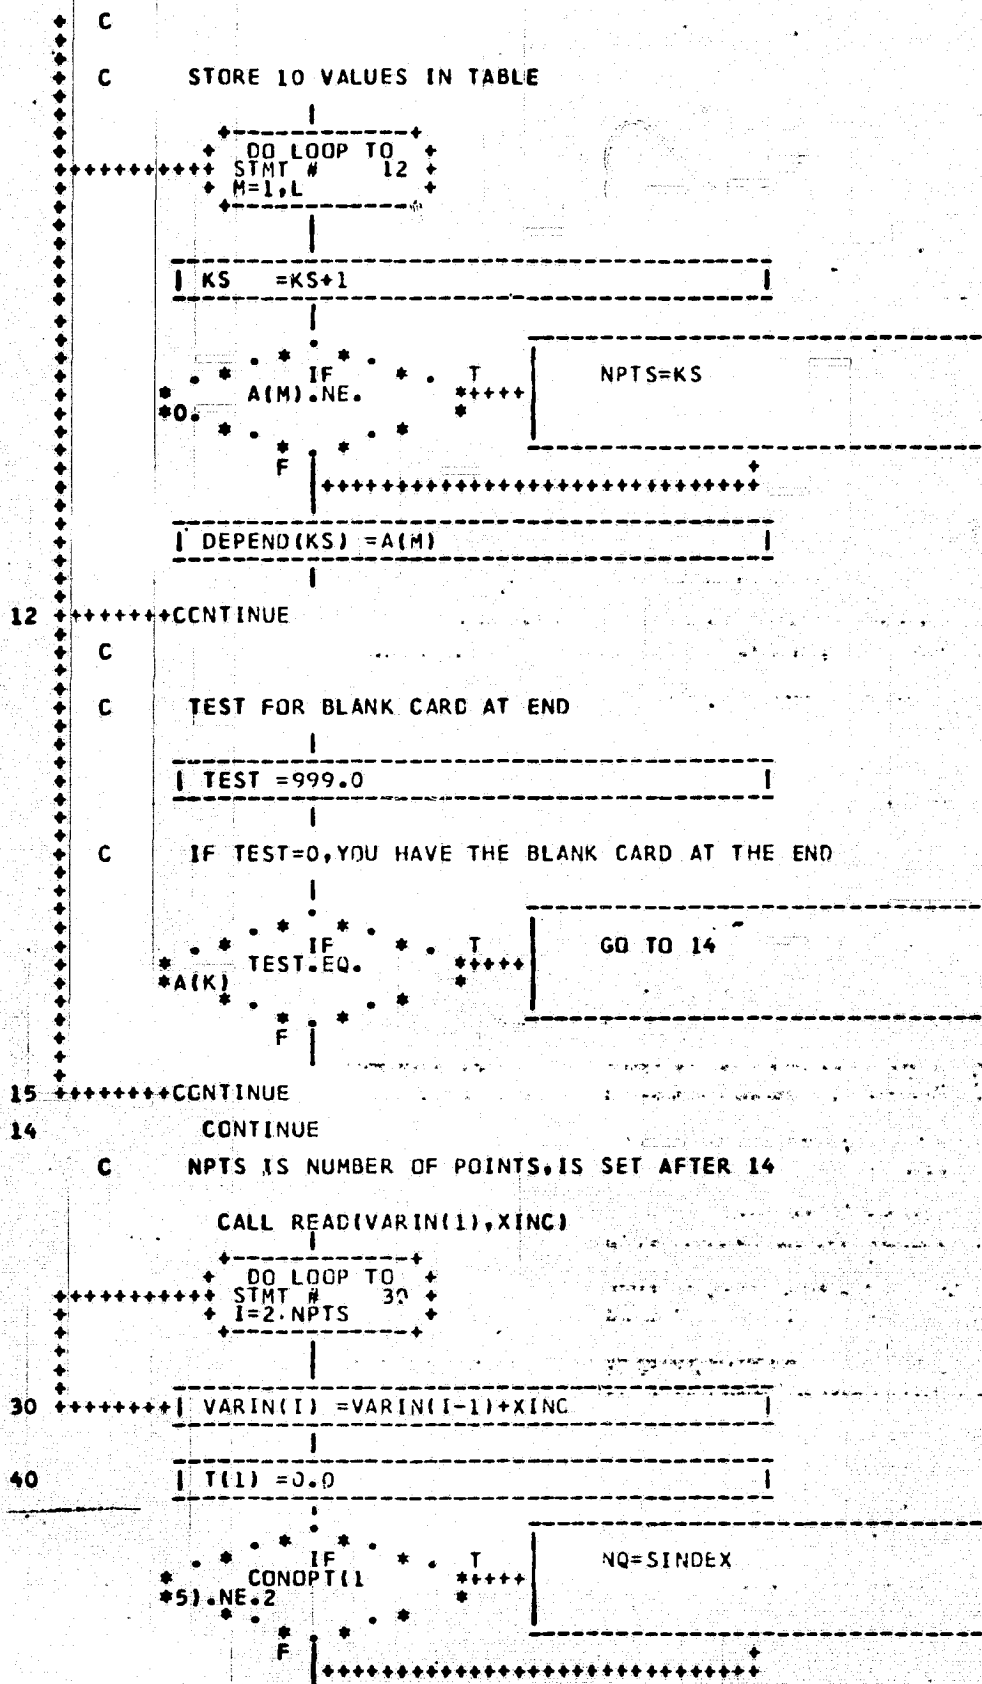 C
C STORE 10 VALUES IN TABLE
DO LOOP TO
STMT # 12
M=1,L
KS =KS+1
IF T NPTS=KS
A(M).NE.
*0.
F
DEPEND(KS) =A(M)
12 CCNTINUE
C
C TEST FOR BLANK CARD AT END
TEST =999.0
C IF TEST=0,YOU HAVE THE BLANK CARD AT THE END
IF T GO TO 14
TEST.EQ.
*A(K)
F
15 CCNTINUE
14 CONTINUE
C NPTS IS NUMBER OF POINTS,IS SET AFTER 14
CALL READ(VARIN(1),XINC)
DO LOOP TO
STMT # 30
I=2,NPTS
30 VARIN(I) =VARIN(I-1)+XINC
40 T(1) =0.0
IF T NQ=SINDEX
CONOPT(1
*5).NE.2
F